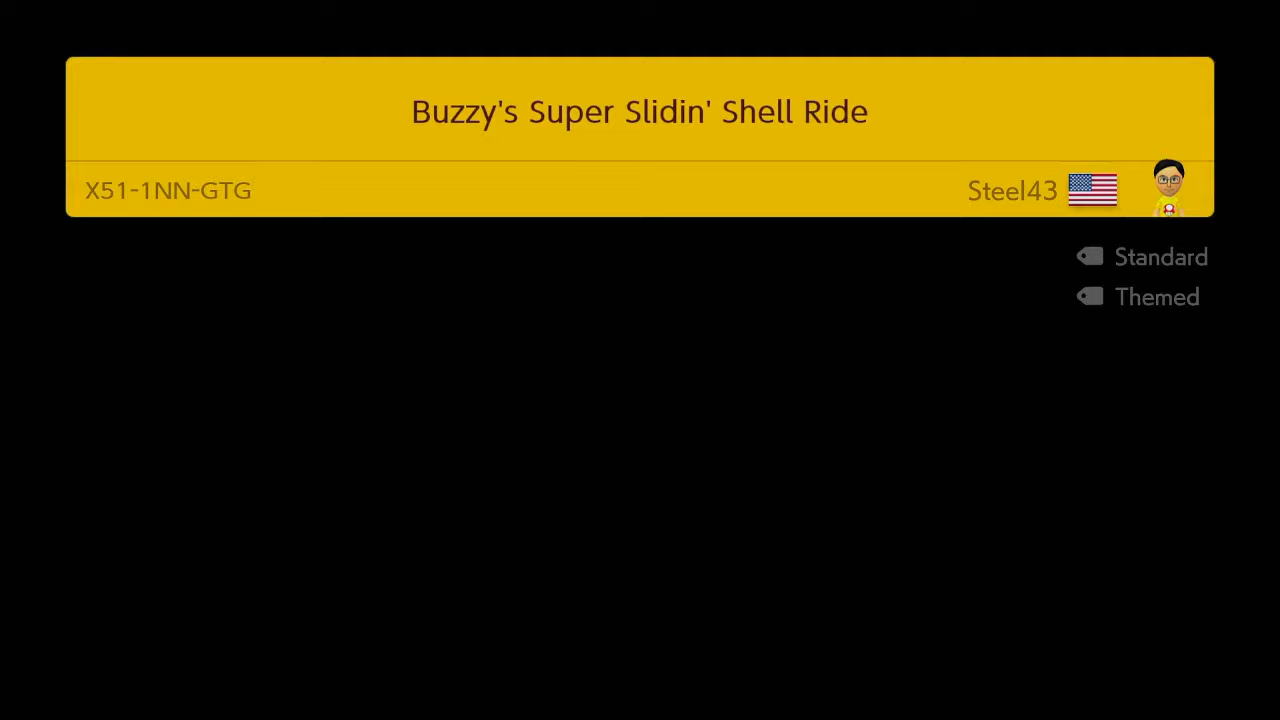 Buzzy's Super Slidin' Shell Ride
X51-1NN-GTG
Steel43
Standard
Themed